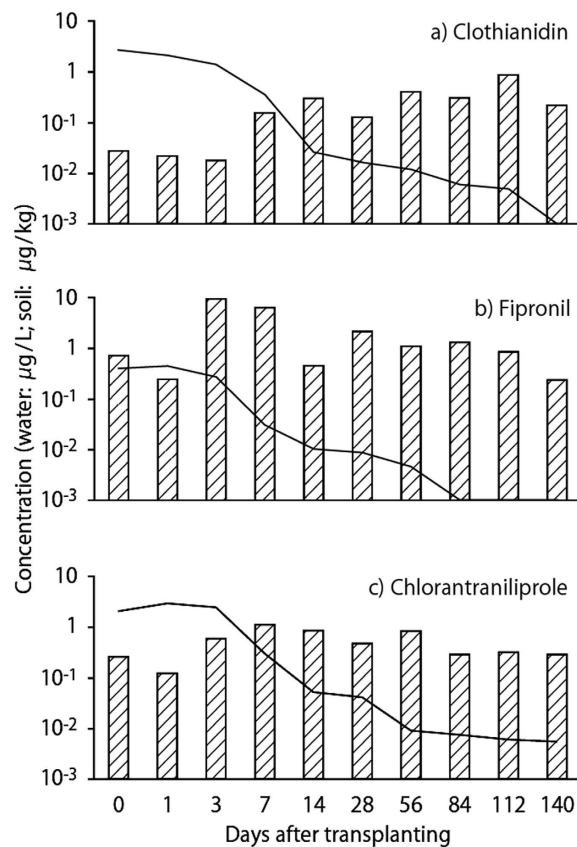 Concentration (water: µg/L; soil: µg/kg)
a) Clothianidin
10
1
10⁻¹
10⁻²
10⁻³
b) Fipronil
10
1
10⁻¹
10⁻²
10⁻³
c) Chlorantraniliprole
10
1
10⁻¹
10⁻²
10⁻³
0 1 3 7 14 28 56 84 112 140
Days after transplanting